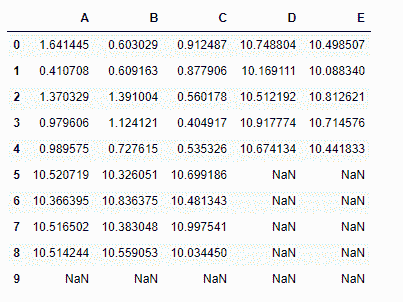 A B C D E
0 1.641445 0.603029 0.912487 10.748804 10.498507
1 0.410708 0.609163 0.877906 10.169111 10.088340
2 1.370329 1.391004 0.560178 10.512192 10.812621
3 0.979606 1.124121 0.404917 10.917774 10.714576
4 0.989575 0.727615 0.535326 10.674134 10.441833
5 10.520719 10.326051 10.699186 NaN NaN
6 10.366395 10.836375 10.481343 NaN NaN
7 10.516502 10.383048 10.997541 NaN NaN
8 10.514244 10.559053 10.034450 NaN NaN
9 NaN NaN NaN NaN NaN